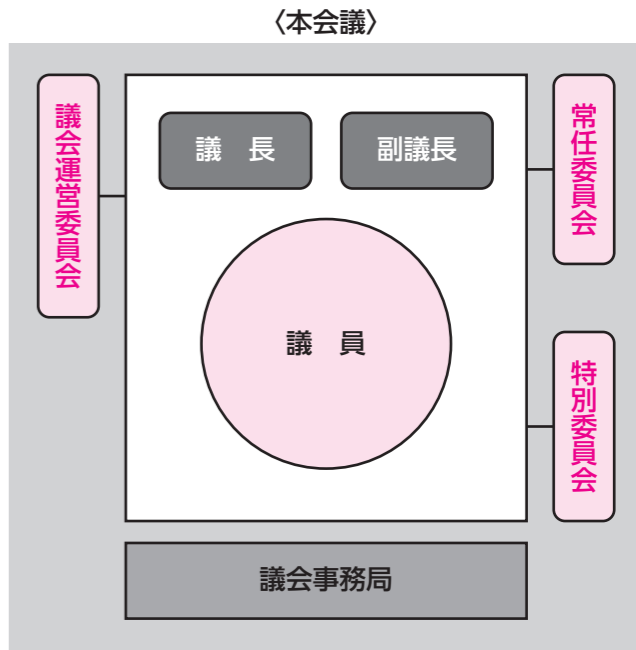 〈本会議〉
議会運営委員会
議　長
副議長
常任委員会
議　員
特別委員会
議会事務局